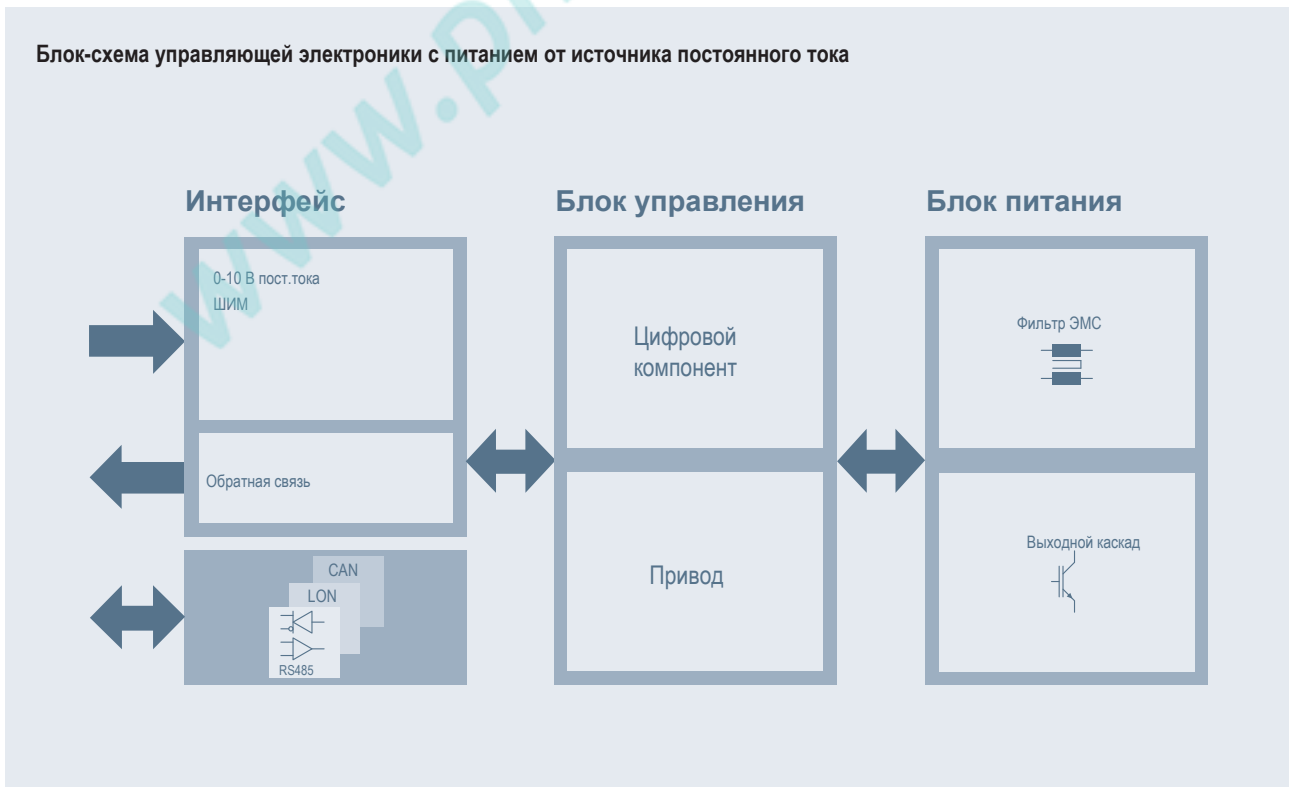 Блок-схема управляющей электроники с питанием от источника постоянного тока
Интерфейс
0-10 В пост.тока
ШИМ
Обратная связь
CAN
LON
RS485
Блок управления
Цифровой
компонент
Привод
Блок питания
Фильтр ЭМС
Выходной каскад